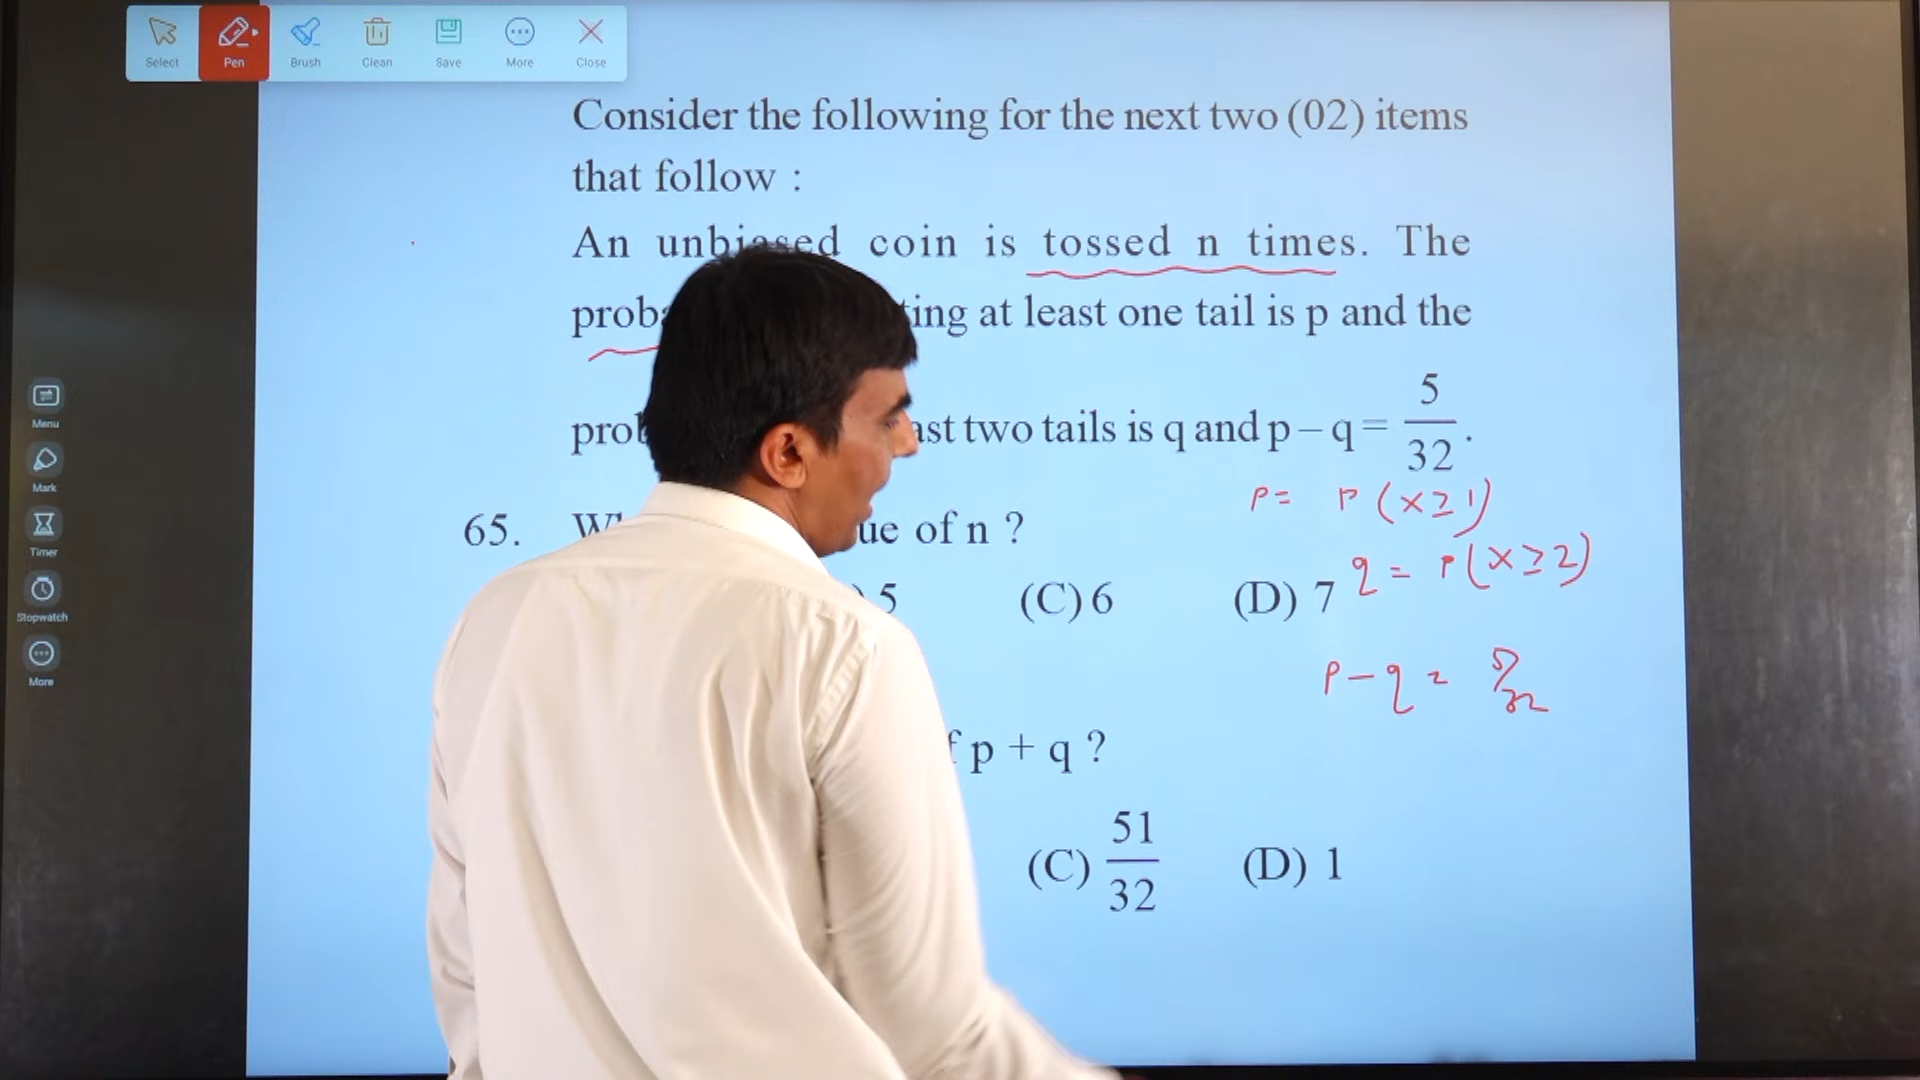 Select Pen Brush Clean Save More Close
Consider the following for the next two (02) items
that follow :
An unbiased coin is tossed n times. The
ting at least one tail is p and the
two tails is q and p – q = 5/32.
p = P(X ≥ 1)
65. ue of n ?
q = P(X ≥ 2)
5 (C) 6 (D) 7
p – q = 5/32
p + q ?
(C) 51/32 (D) 1
Menu
Mark
Timer
Stopwatch
More